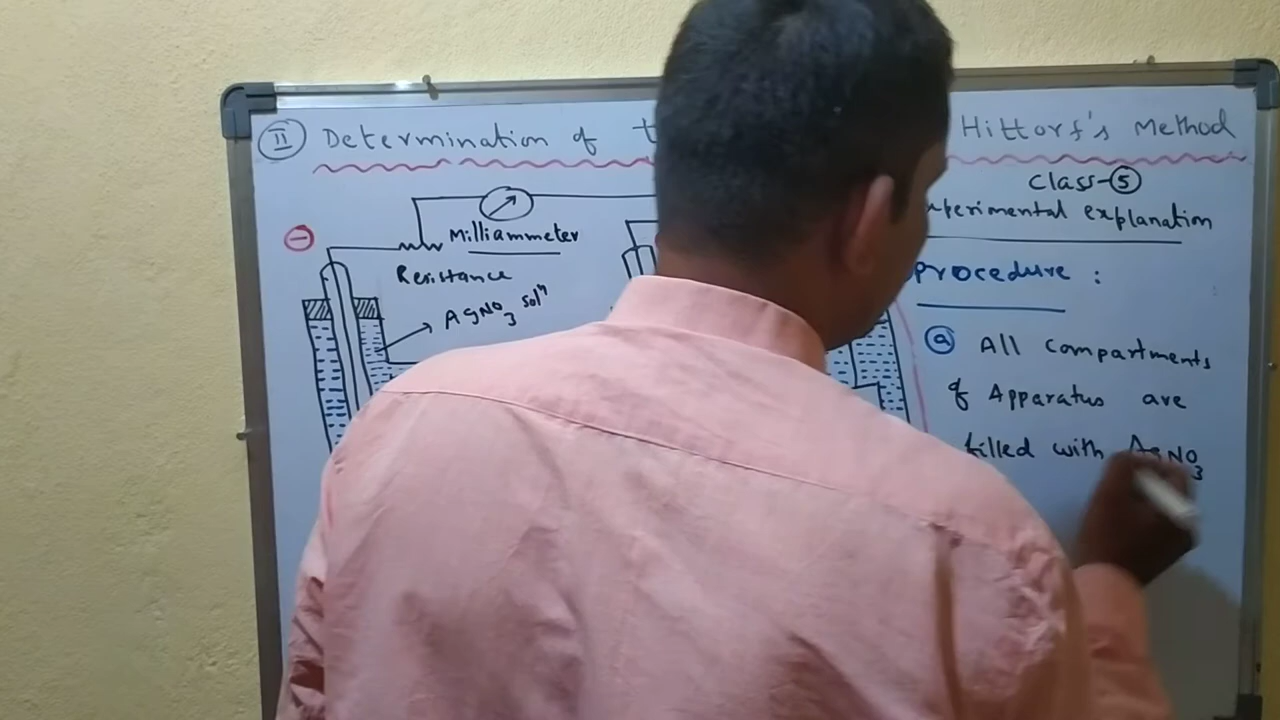 II Determination of t Hittorf's Method
Class-5
perimental explanation
−
Milliammeter
Resistance
AgNO3 solⁿ
procedure :
a All compartments
of Apparatus are
filled with AgNO3